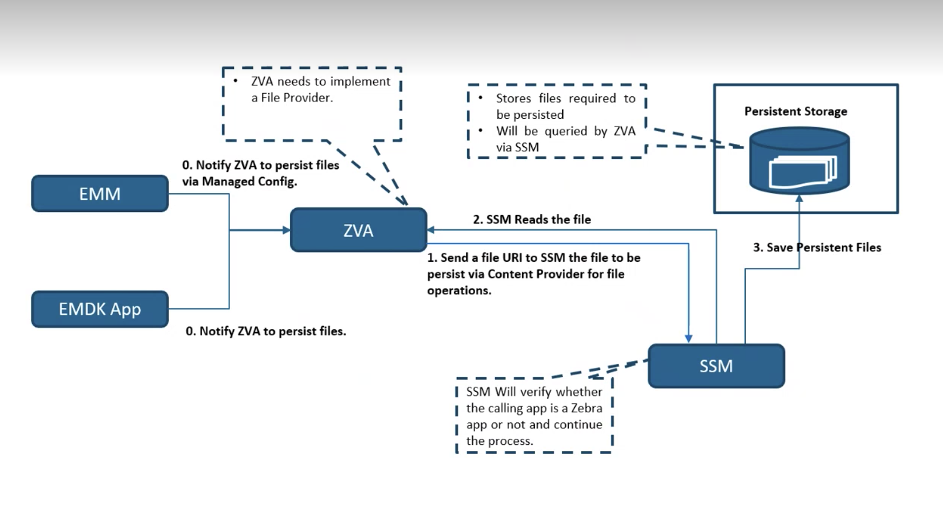 • ZVA needs to implement
a File Provider.
• Stores files required to
be persisted
• Will be queried by ZVA
via SSM
Persistent Storage
0. Notify ZVA to persist files
via Managed Config.
EMM
ZVA
2. SSM Reads the file
1. Send a file URI to SSM the file to be
persist via Content Provider for file
operations.
3. Save Persistent Files
EMDK App
0. Notify ZVA to persist files.
SSM
SSM Will verify whether
the calling app is a Zebra
app or not and continue
the process.